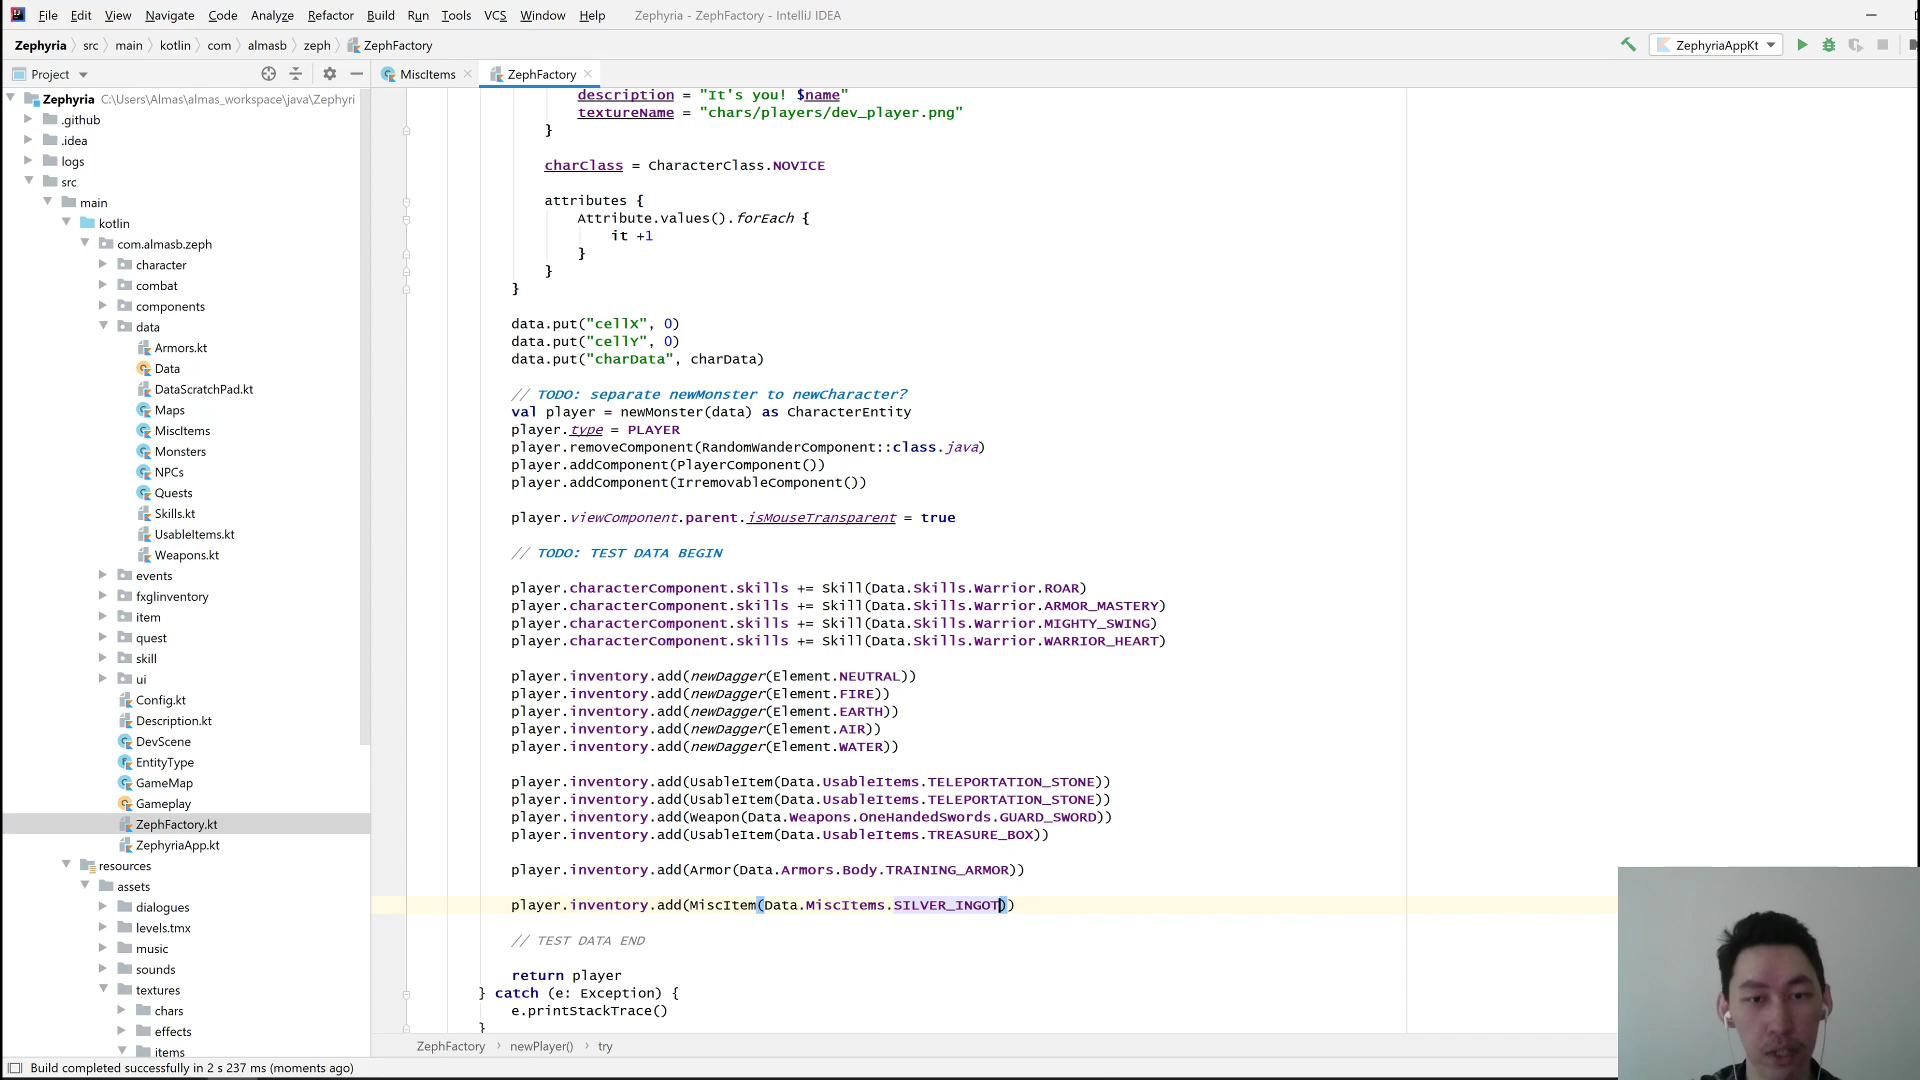 File Edit View Navigate Code Analyze Refactor Build Run Tools VCS Window Help Zephyria - ZephFactory - IntelliJ IDEA
Zephyria src main kotlin com almasb zeph ZephFactory ZephyriaAppKt
Project MiscItems ZephFactory
Zephyria C:\Users\Almas\almas_workspace\java\Zephyri
.github
.idea
logs
src
main
kotlin
com.almasb.zeph
character
combat
components
data
Armors.kt
Data
DataScratchPad.kt
Maps
MiscItems
Monsters
NPCs
Quests
Skills.kt
UsableItems.kt
Weapons.kt
events
fxglinventory
item
quest
skill
ui
Config.kt
Description.kt
DevScene
EntityType
GameMap
Gameplay
ZephFactory.kt
ZephyriaApp.kt
resources
assets
dialogues
levels.tmx
music
sounds
textures
chars
effects
items
description = "It's you! $name"
textureName = "chars/players/dev_player.png"
}
charClass = CharacterClass.NOVICE
attributes {
Attribute.values().forEach {
it +1
}
}
}
data.put("cellX", 0)
data.put("cellY", 0)
data.put("charData", charData)
// TODO: separate newMonster to newCharacter?
val player = newMonster(data) as CharacterEntity
player.type = PLAYER
player.removeComponent(RandomWanderComponent::class.java)
player.addComponent(PlayerComponent())
player.addComponent(IrremovableComponent())
player.viewComponent.parent.isMouseTransparent = true
// TODO: TEST DATA BEGIN
player.characterComponent.skills += Skill(Data.Skills.Warrior.ROAR)
player.characterComponent.skills += Skill(Data.Skills.Warrior.ARMOR_MASTERY)
player.characterComponent.skills += Skill(Data.Skills.Warrior.MIGHTY_SWING)
player.characterComponent.skills += Skill(Data.Skills.Warrior.WARRIOR_HEART)
player.inventory.add(newDagger(Element.NEUTRAL))
player.inventory.add(newDagger(Element.FIRE))
player.inventory.add(newDagger(Element.EARTH))
player.inventory.add(newDagger(Element.AIR))
player.inventory.add(newDagger(Element.WATER))
player.inventory.add(UsableItem(Data.UsableItems.TELEPORTATION_STONE))
player.inventory.add(UsableItem(Data.UsableItems.TELEPORTATION_STONE))
player.inventory.add(Weapon(Data.Weapons.OneHandedSwords.GUARD_SWORD))
player.inventory.add(UsableItem(Data.UsableItems.TREASURE_BOX))
player.inventory.add(Armor(Data.Armors.Body.TRAINING_ARMOR))
player.inventory.add(MiscItem(Data.MiscItems.SILVER_INGOT))
// TEST DATA END
return player
} catch (e: Exception) {
e.printStackTrace()
}
ZephFactory newPlayer() try
Build completed successfully in 2 s 237 ms (moments ago)